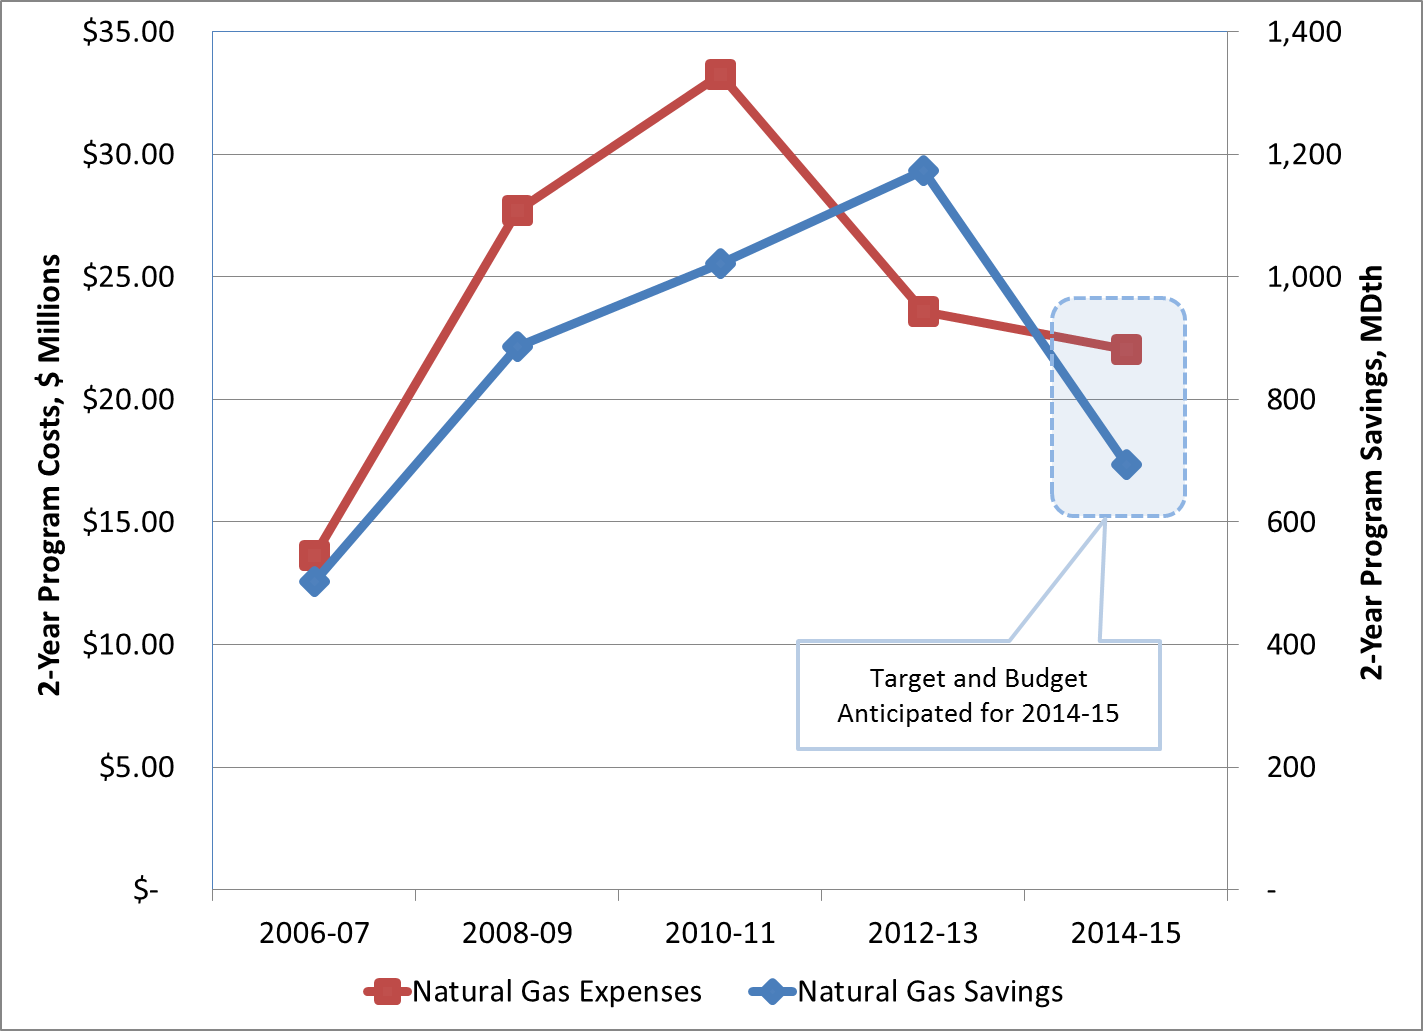 $35.00
$30.00
$25.00
$20.00
$15.00
$10.00
$5.00
$-
2-Year Program Costs, $ Millions
1,400
1,200
1,000
800
600
400
200
-
2-Year Program Savings, MDth
Target and Budget
Anticipated for 2014-15
2006-07 2008-09 2010-11 2012-13 2014-15
Natural Gas Expenses Natural Gas Savings